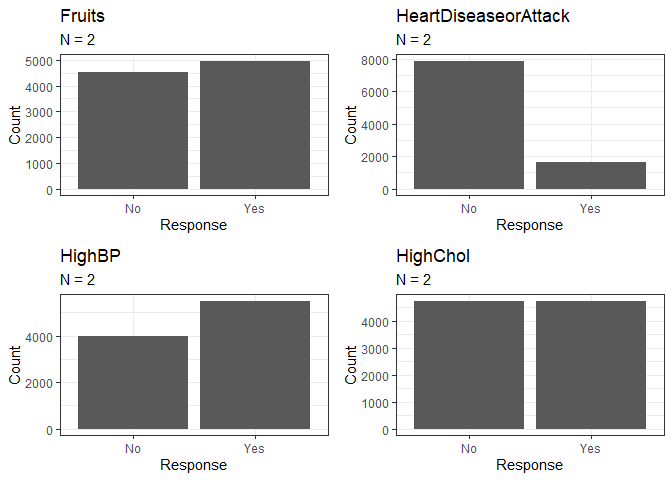 Fruits
N = 2
5000
4000
3000
2000
1000
0
Count
No Yes
Response
HeartDiseaseorAttack
N = 2
8000
6000
4000
2000
0
Count
No Yes
Response
HighBP
N = 2
4000
2000
0
Count
No Yes
Response
HighChol
N = 2
4000
3000
2000
1000
0
Count
No Yes
Response